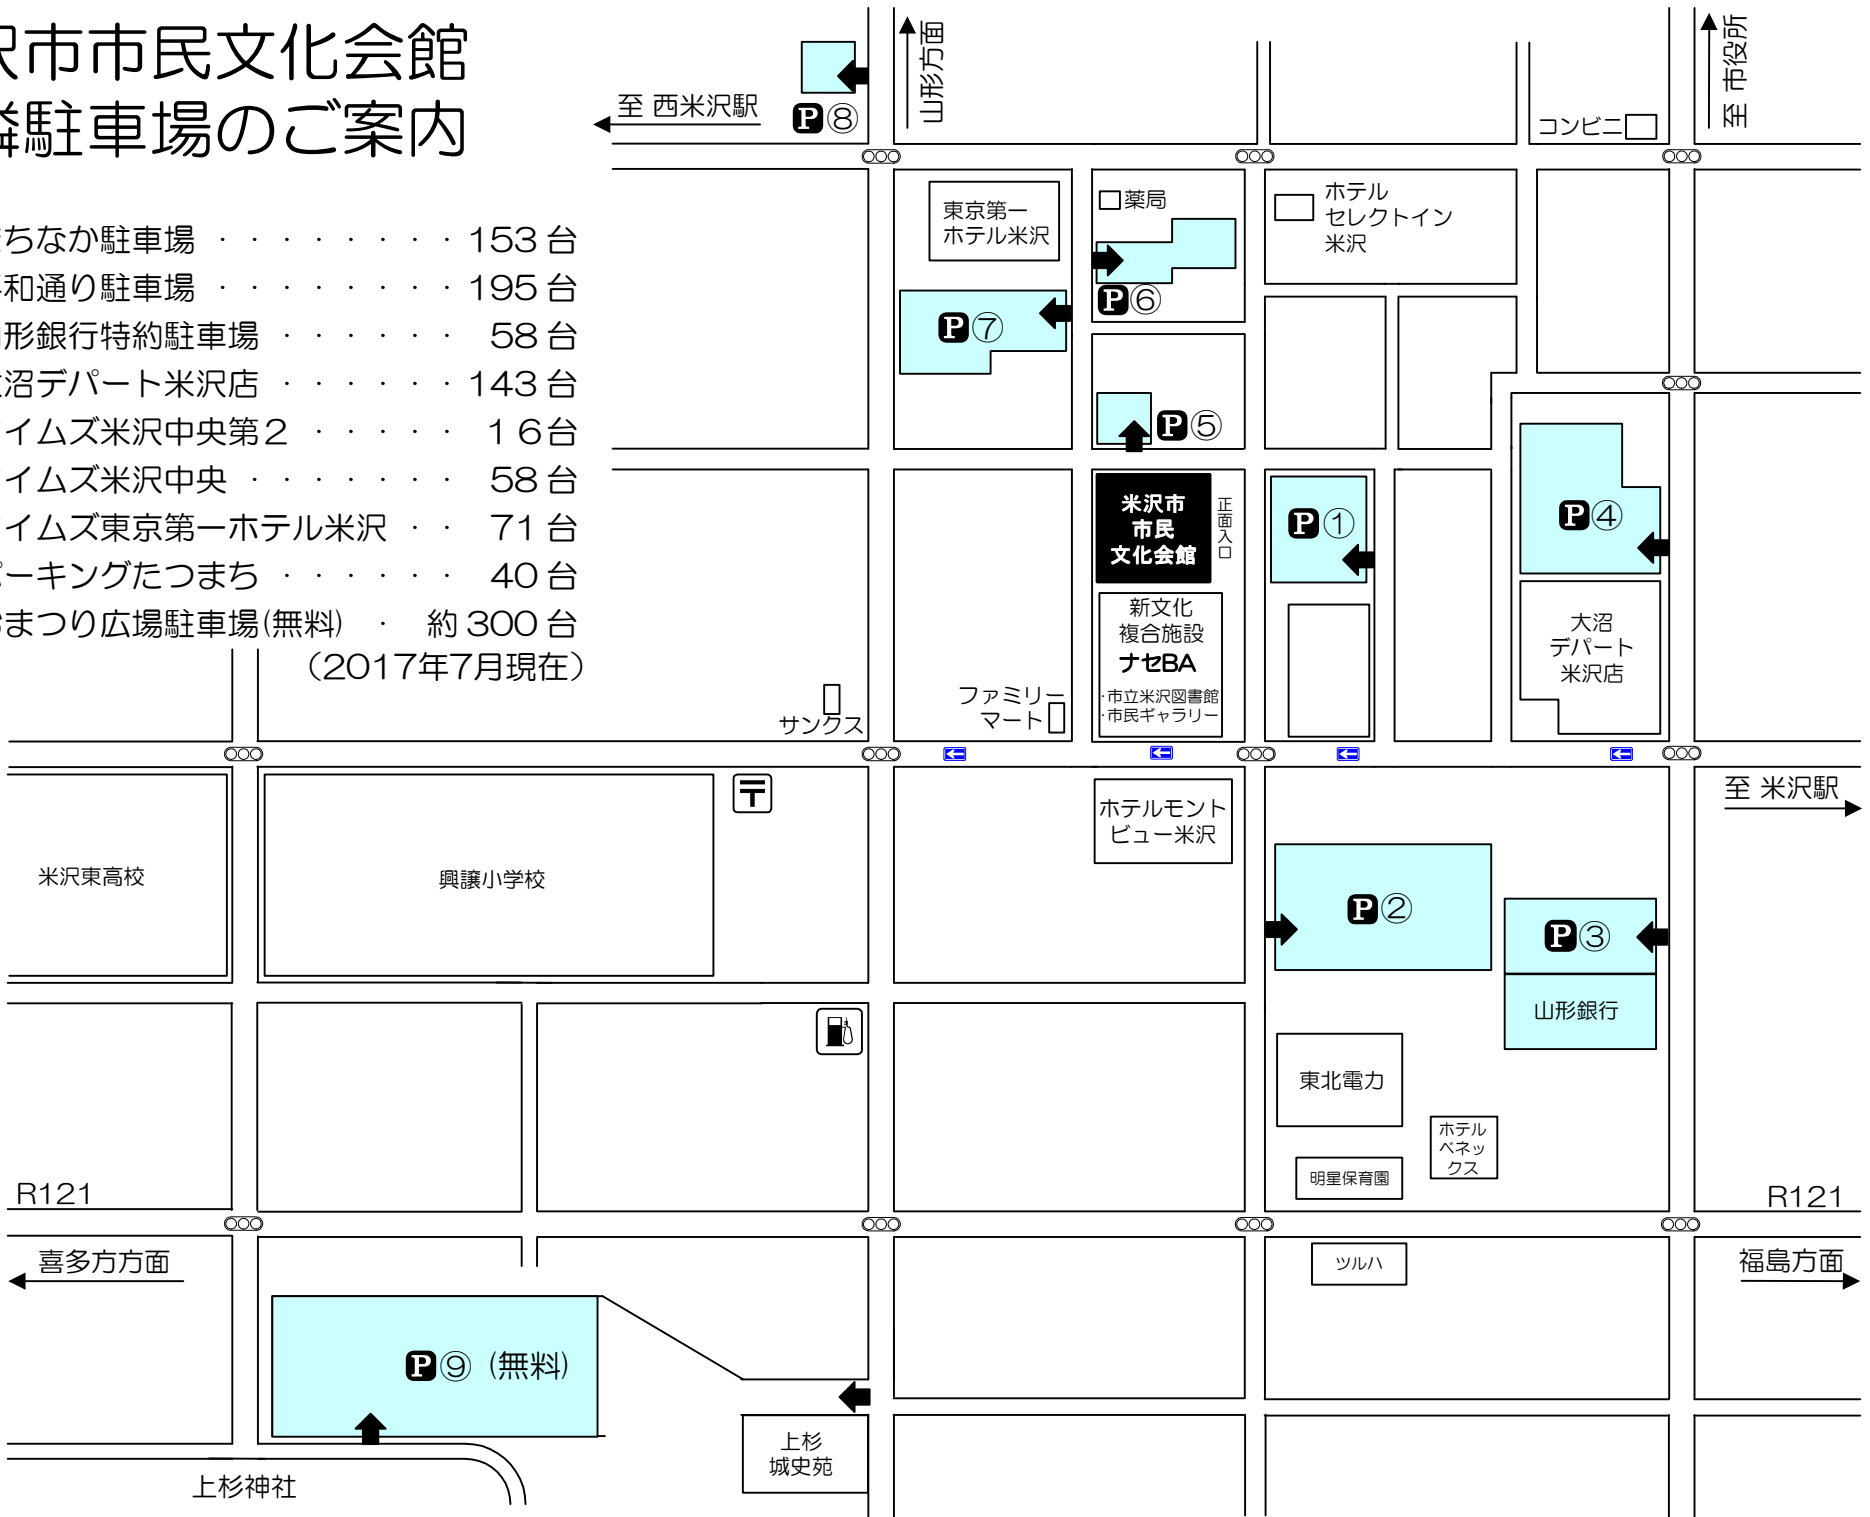 沢市市民文化会館
隣駐車場のご案内
ちなか駐車場 ・・・・・・・・ 153台
和通り駐車場 ・・・・・・・・ 195台
形銀行特約駐車場 ・・・・・・ 58台
沼デパート米沢店 ・・・・・・ 143台
イムズ米沢中央第2 ・・・・・ 16台
イムズ米沢中央 ・・・・・・・ 58台
イムズ東京第一ホテル米沢 ・・ 71台
パーキングたつまち ・・・・・・ 40台
おまつり広場駐車場(無料) ・ 約300台
(2017年7月現在)
至 西米沢駅
P⑧
山形方面
至 市役所
コンビニ
東京第一
ホテル米沢
薬局
P⑥
ホテル
セレクトイン
米沢
P⑦
P⑤
米沢市
市民
文化会館
正面入口
P①
P④
新文化
複合施設
ナセBA
・市立米沢図書館
・市民ギャラリー
大沼
デパート
米沢店
サンクス
ファミリー
マート
至 米沢駅
ホテルモント
ビュー米沢
米沢東高校
興譲小学校
〒
P②
P③
山形銀行
東北電力
ホテル
ベネッ
クス
明星保育園
R121
R121
喜多方方面
福島方面
ツルハ
P⑨ (無料)
上杉
城史苑
上杉神社